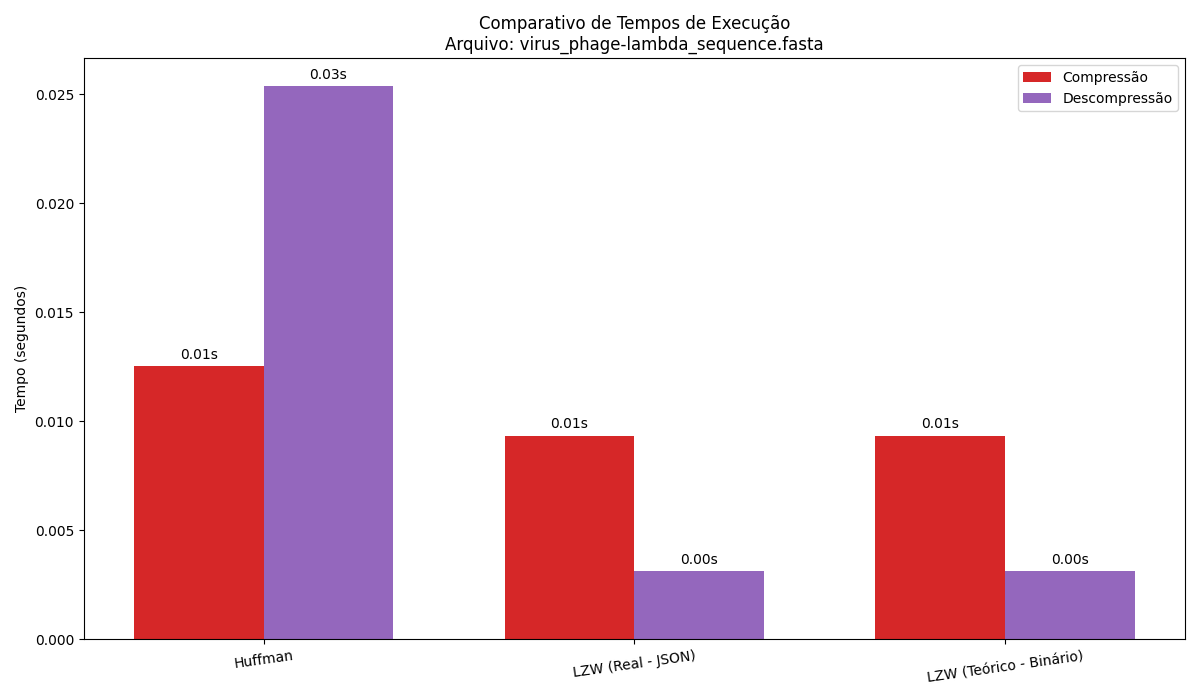 Comparativo de Tempos de Execução
Arquivo: virus_phage-lambda_sequence.fasta
Compressão
Descompressão
Tempo (segundos)
0.025
0.020
0.015
0.010
0.005
0.000
0.01s
0.03s
0.01s
0.00s
0.01s
0.00s
Huffman
LZW (Real - JSON)
LZW (Teórico - Binário)